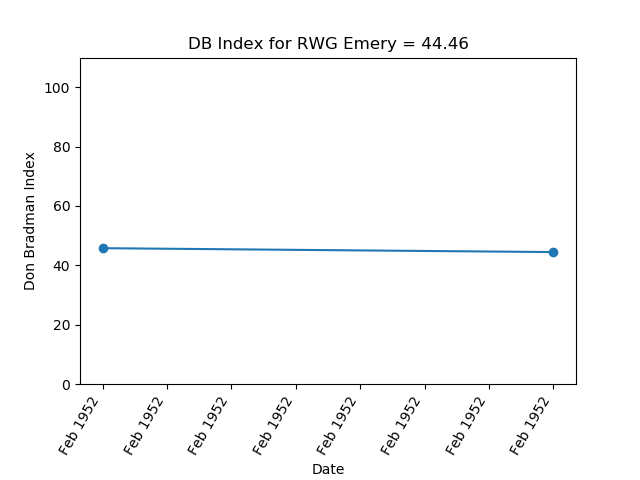 DB Index for RWG Emery = 44.46
Don Bradman Index
100
80
60
40
20
0
Feb 1952
Feb 1952
Feb 1952
Feb 1952
Feb 1952
Feb 1952
Feb 1952
Feb 1952
Date